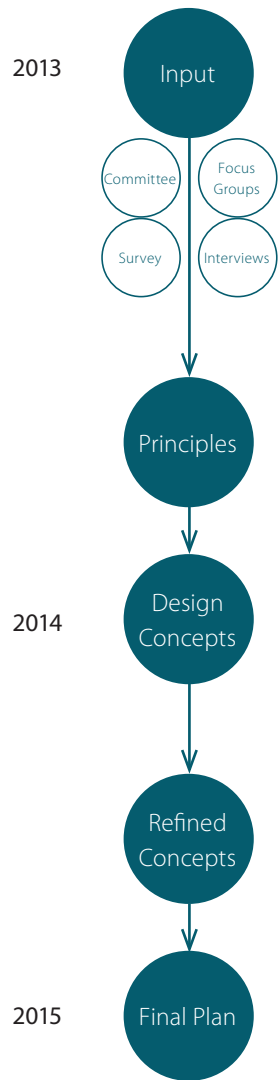 2013
Input
Committee
Focus
Groups
Survey
Interviews
Principles
2014
Design
Concepts
Refined
Concepts
2015
Final Plan